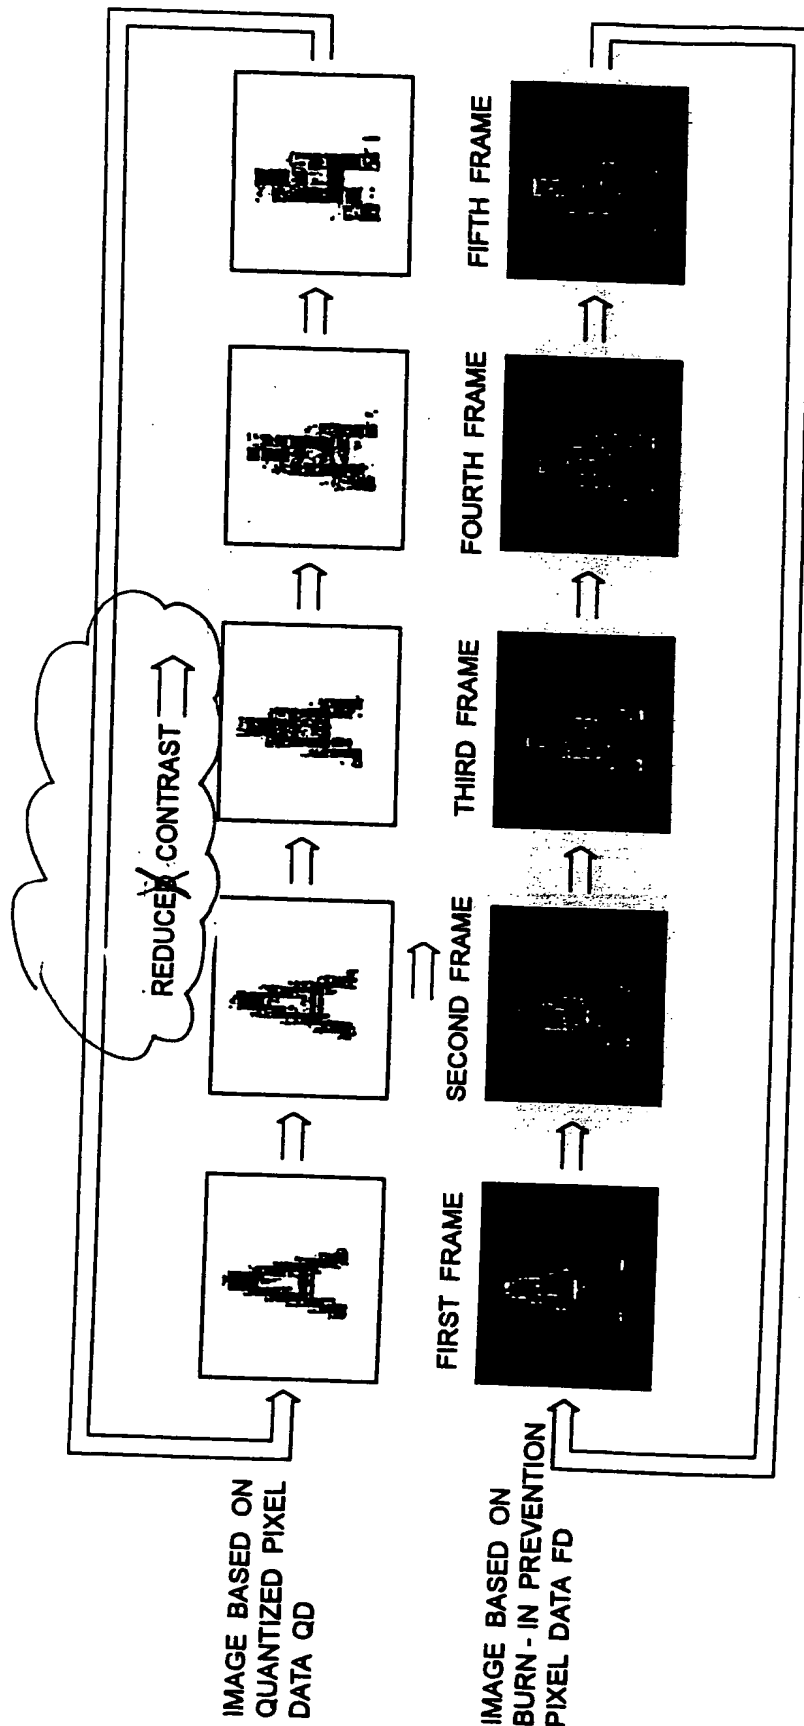 IMAGE BASED ON
QUANTIZED PIXEL
DATA QD
REDUCED CONTRAST
IMAGE BASED ON
BURN - IN PREVENTION
PIXEL DATA FD
FIRST FRAME
SECOND FRAME
THIRD FRAME
FOURTH FRAME
FIFTH FRAME